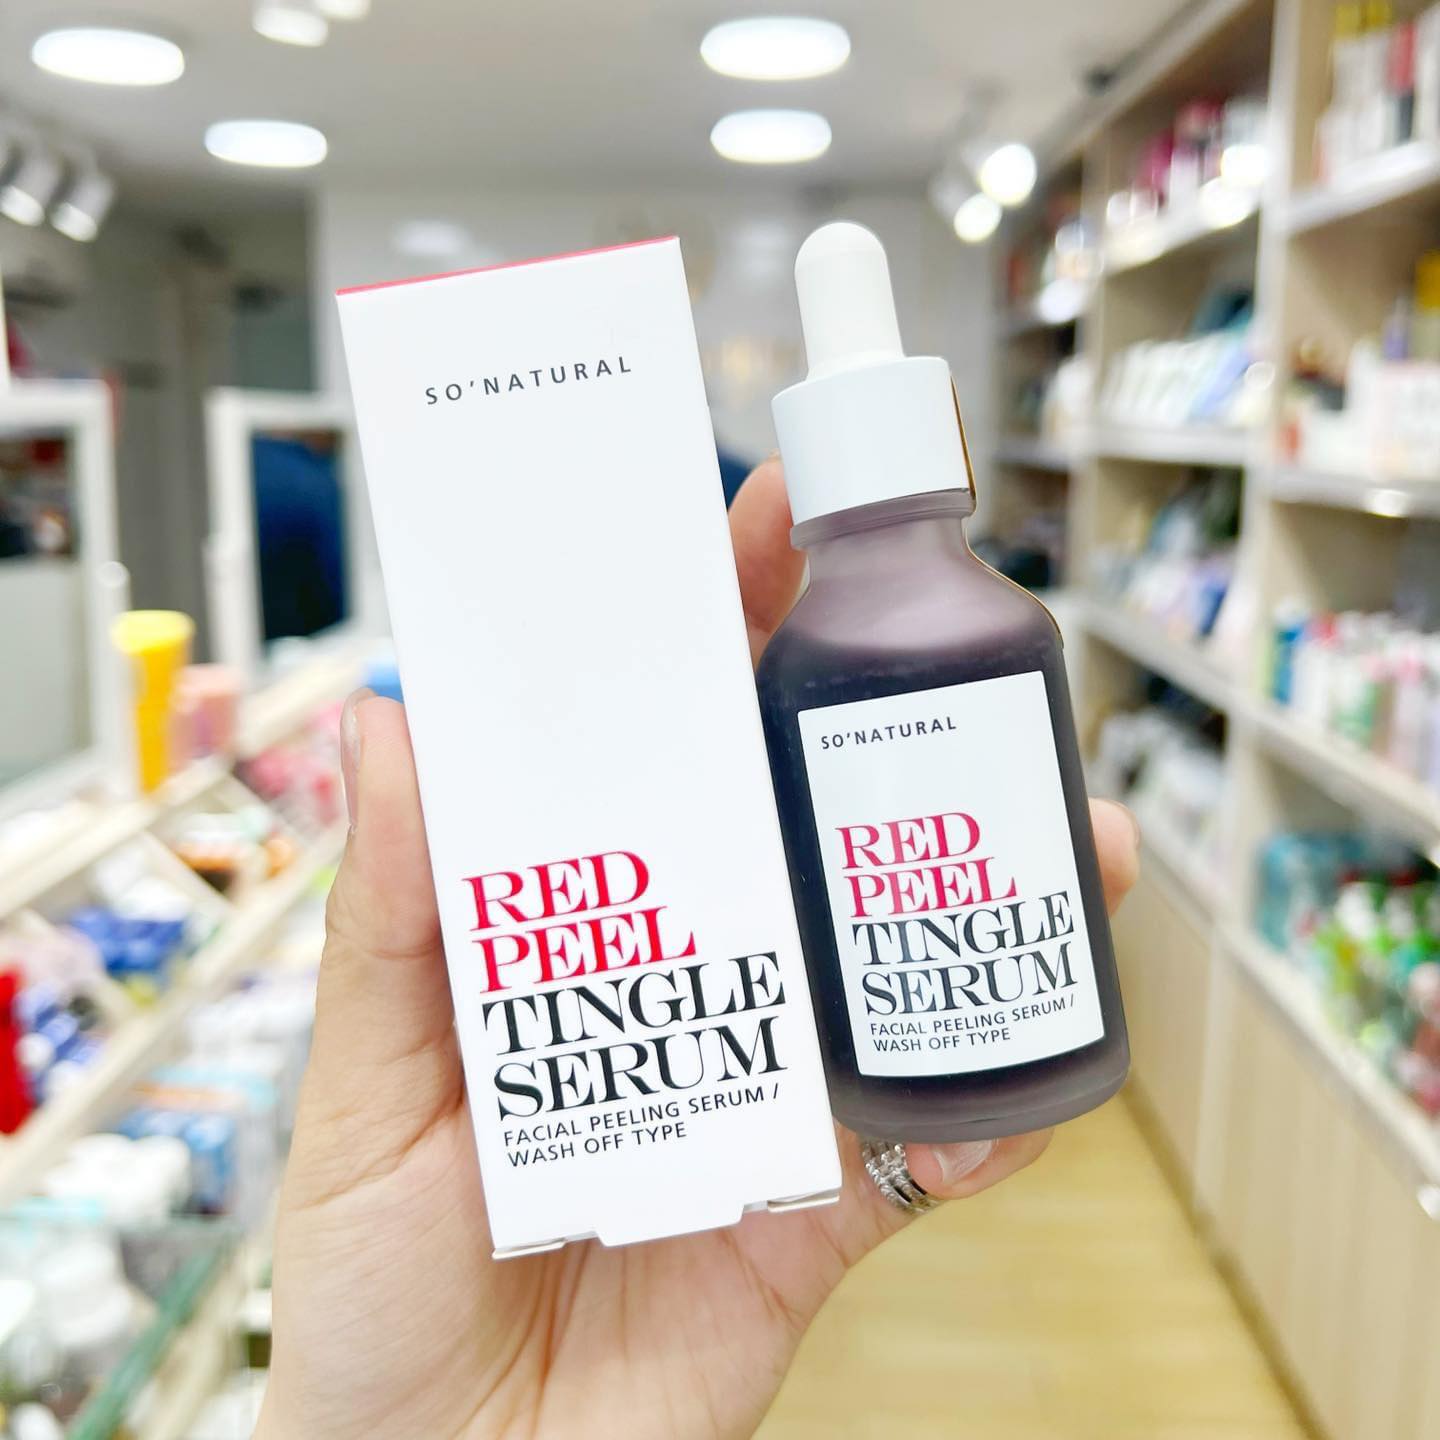 SO'NATURAL
RED
PEEL
TINGLE
SERUM
FACIAL PEELING SERUM /
WASH OFF TYPE
SO'NATURAL
RED
PEEL
TINGLE
SERUM
FACIAL PEELING SERUM /
WASH OFF TYPE